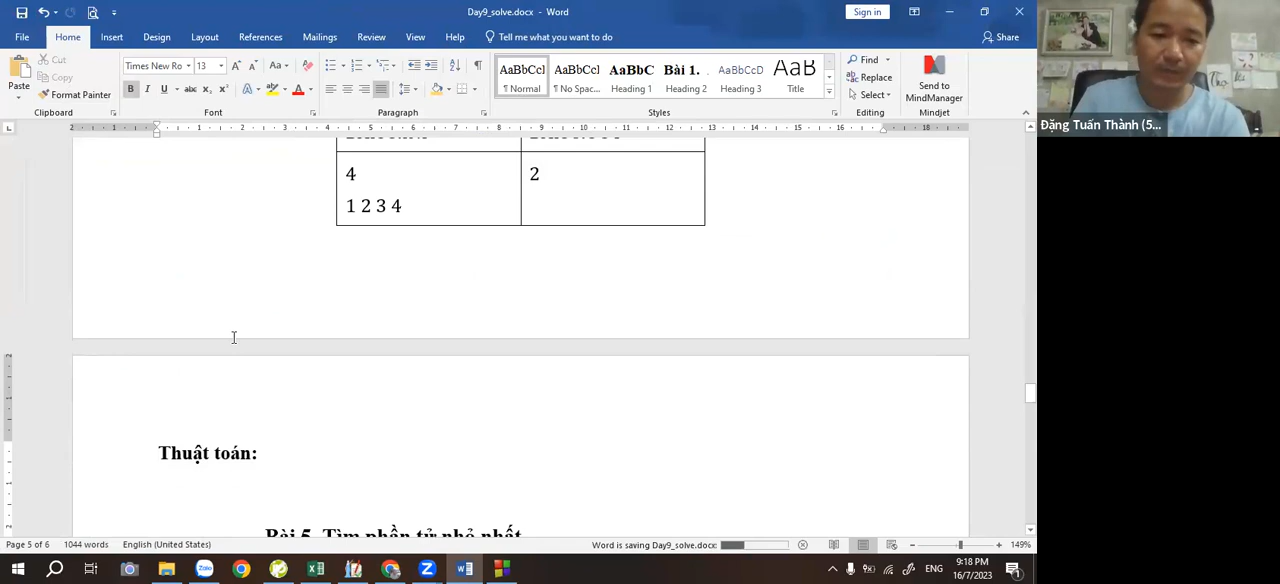 Day9_solve.docx - Word
Sign in
File Home Insert Design Layout References Mailings Review View Help Tell me what you want to do Share
Paste
Cut
Copy
Format Painter
Clipboard
Times New Ro 13
Font
Paragraph
AaBbCcI AaBbCcI AaBbC Bài 1. AaBbCcD AaB
¶ Normal ¶ No Spac... Heading 1 Heading 2 Heading 3 Title
Styles
Find
Replace
Select
Editing
Send to
MindManager
Mindjet
Đặng Tuấn Thành (5...
4 2
1 2 3 4
Thuật toán:
Bài 5. Tìm phần tử nhỏ nhất
Page 5 of 6 1044 words English (United States) Word is saving Day9_solve.docx: 149%
ENG
9:18 PM
16/7/2023